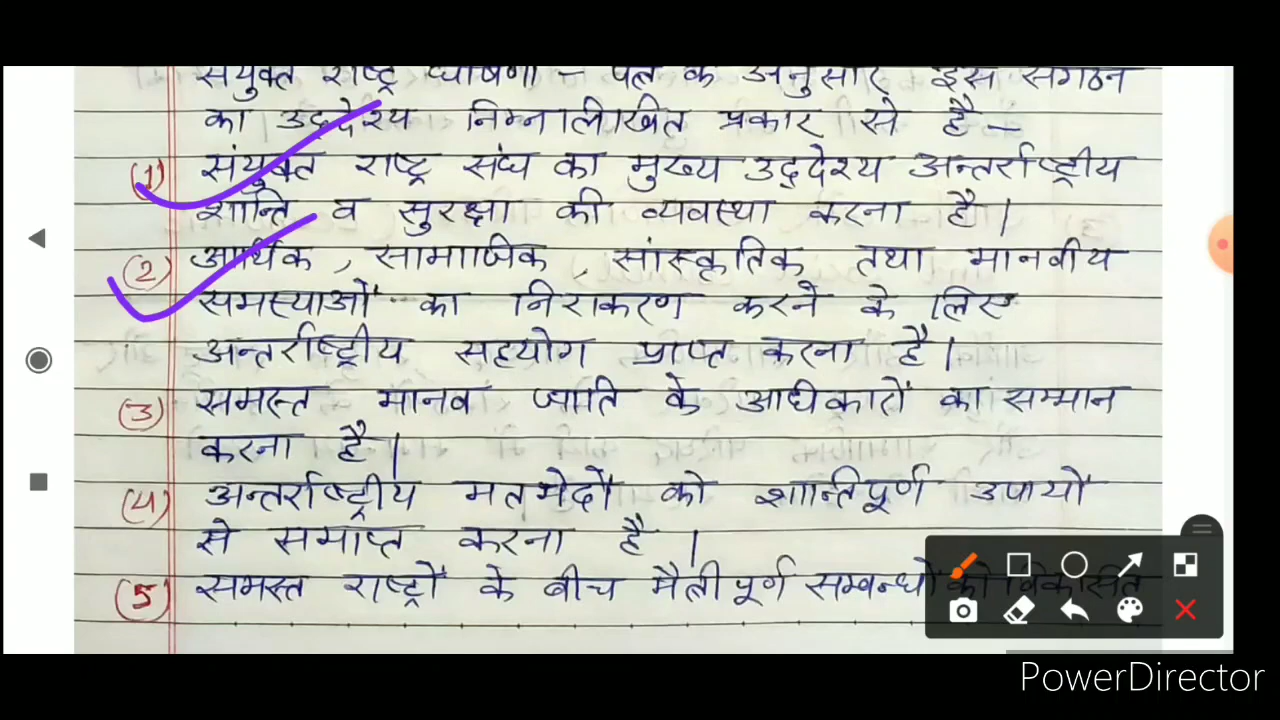 संयुक्त राष्ट्र घोषणा - पत्र के अनुसार इस संगठन
का उद्देश्य निम्नलिखित प्रकार से है -
(1) संयुक्त राष्ट्र संघ का मुख्य उद्देश्य अन्तर्राष्ट्रीय
शान्ति व सुरक्षा की व्यवस्था करना है।
(2) आर्थिक, सामाजिक, सांस्कृतिक तथा मानवीय
समस्याओं का निराकरण करने के लिए
अन्तर्राष्ट्रीय सहयोग प्राप्त करना है।
(3) समस्त मानव जाति के अधिकारों का सम्मान
करना है।
(4) अन्तर्राष्ट्रीय मतभेदों को शान्तिपूर्ण उपायों
से समाप्त करना है।
(5) समस्त राष्ट्रों के बीच मैत्रीपूर्ण सम्बन्धों को विकसित
PowerDirector